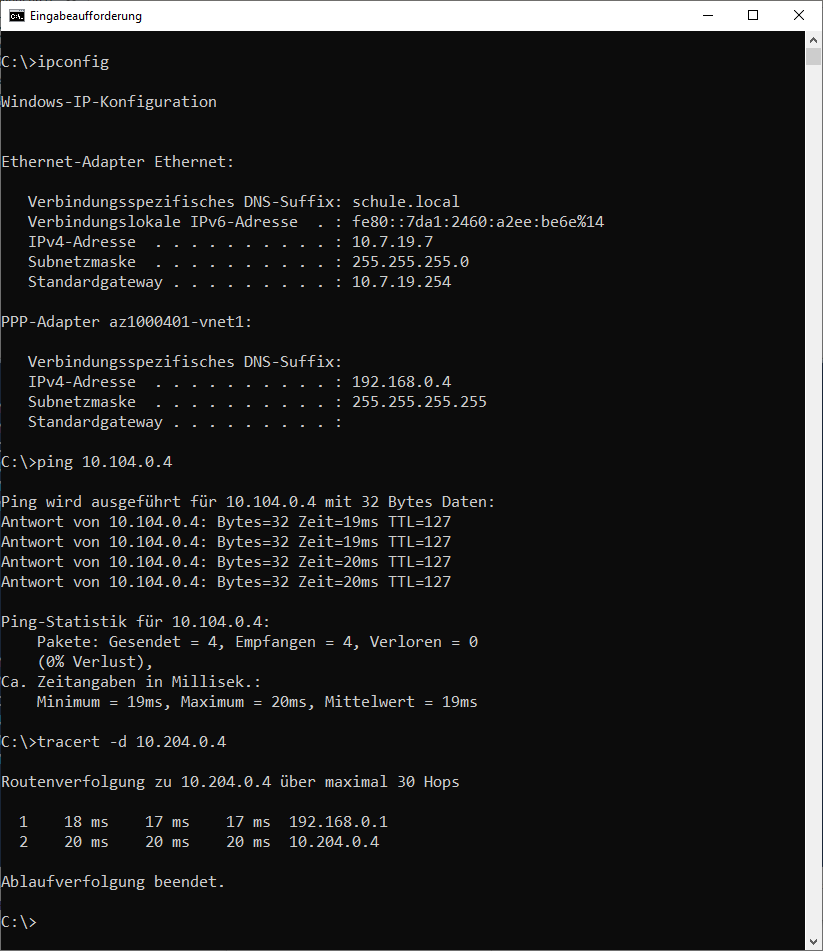 Eingabeaufforderung
C:\>ipconfig
Windows-IP-Konfiguration
Ethernet-Adapter Ethernet:
   Verbindungsspezifisches DNS-Suffix: schule.local
   Verbindungslokale IPv6-Adresse  . : fe80::7da1:2460:a2ee:be6e%14
   IPv4-Adresse  . . . . . . . . . . : 10.7.19.7
   Subnetzmaske  . . . . . . . . . . : 255.255.255.0
   Standardgateway . . . . . . . . . : 10.7.19.254
PPP-Adapter az1000401-vnet1:
   Verbindungsspezifisches DNS-Suffix:
   IPv4-Adresse  . . . . . . . . . . : 192.168.0.4
   Subnetzmaske  . . . . . . . . . . : 255.255.255.255
   Standardgateway . . . . . . . . . :
C:\>ping 10.104.0.4
Ping wird ausgeführt für 10.104.0.4 mit 32 Bytes Daten:
Antwort von 10.104.0.4: Bytes=32 Zeit=19ms TTL=127
Antwort von 10.104.0.4: Bytes=32 Zeit=19ms TTL=127
Antwort von 10.104.0.4: Bytes=32 Zeit=20ms TTL=127
Antwort von 10.104.0.4: Bytes=32 Zeit=20ms TTL=127
Ping-Statistik für 10.104.0.4:
    Pakete: Gesendet = 4, Empfangen = 4, Verloren = 0
    (0% Verlust),
Ca. Zeitangaben in Millisek.:
    Minimum = 19ms, Maximum = 20ms, Mittelwert = 19ms
C:\>tracert -d 10.204.0.4
Routenverfolgung zu 10.204.0.4 über maximal 30 Hops
  1    18 ms    17 ms    17 ms  192.168.0.1
  2    20 ms    20 ms    20 ms  10.204.0.4
Ablaufverfolgung beendet.
C:\>